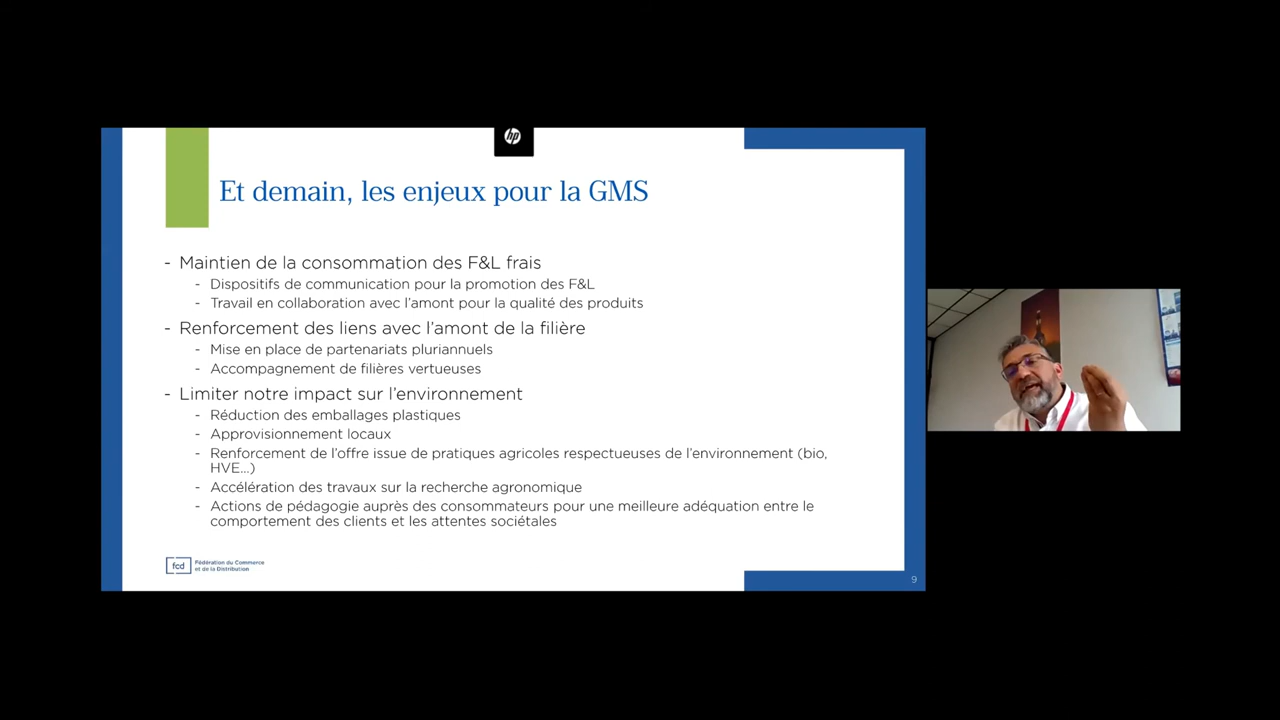 hp
Et demain, les enjeux pour la GMS
- Maintien de la consommation des F&L frais
- Dispositifs de communication pour la promotion des F&L
- Travail en collaboration avec l'amont pour la qualité des produits
- Renforcement des liens avec l'amont de la filière
- Mise en place de partenariats pluriannuels
- Accompagnement de filières vertueuses
- Limiter notre impact sur l'environnement
- Réduction des emballages plastiques
- Approvisionnement locaux
- Renforcement de l'offre issue de pratiques agricoles respectueuses de l'environnement (bio,
HVE...)
- Accélération des travaux sur la recherche agronomique
- Actions de pédagogie auprès des consommateurs pour une meilleure adéquation entre le
comportement des clients et les attentes sociétales
fcd
Fédération du Commerce
et de la Distribution
9